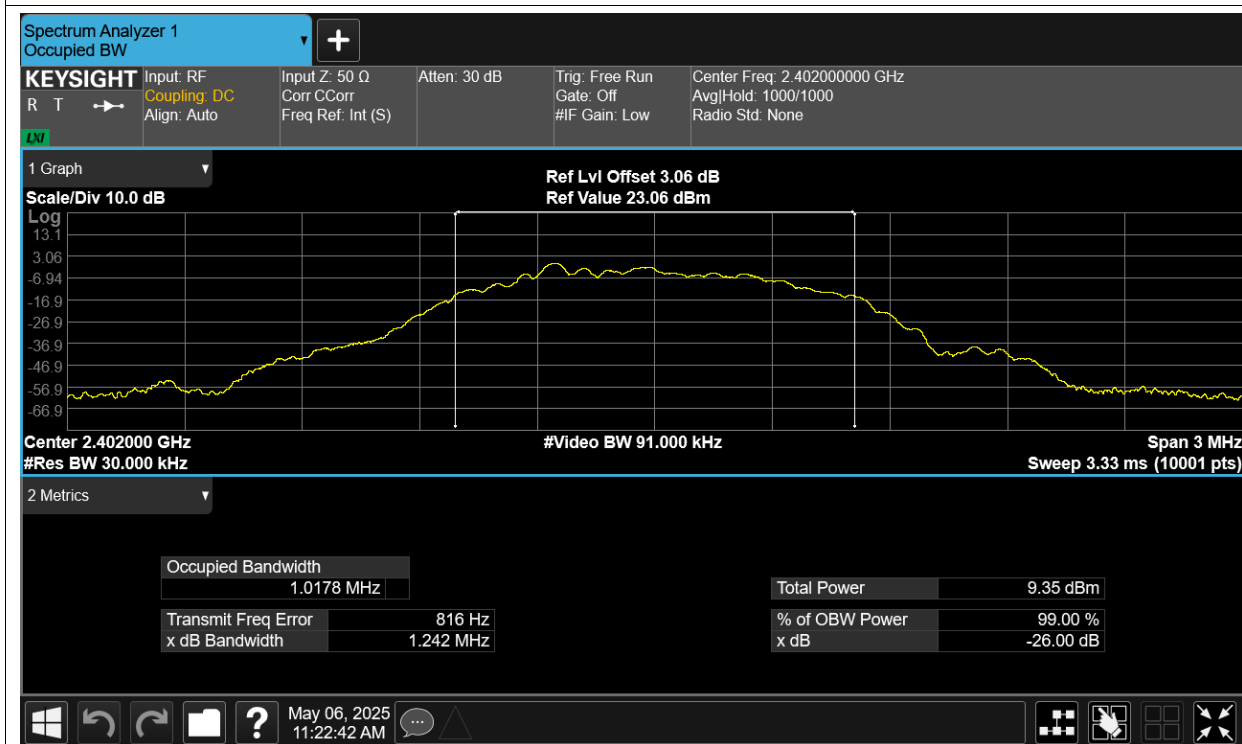 Spectrum Analyzer 1
Occupied BW
+
KEYSIGHT
R T
LXI
Input: RF
Coupling: DC
Align: Auto
Input Z: 50 Ω
Corr CCorr
Freq Ref: Int (S)
Atten: 30 dB
Trig: Free Run
Gate: Off
#IF Gain: Low
Center Freq: 2.402000000 GHz
Avg|Hold: 1000/1000
Radio Std: None
1 Graph
Scale/Div 10.0 dB
Ref Lvl Offset 3.06 dB
Ref Value 23.06 dBm
Log
13.1
3.06
-6.94
-16.9
-26.9
-36.9
-46.9
-56.9
-66.9
Center 2.402000 GHz
#Video BW 91.000 kHz
Span 3 MHz
#Res BW 30.000 kHz
Sweep 3.33 ms (10001 pts)
2 Metrics
Occupied Bandwidth
1.0178 MHz
Total Power 9.35 dBm
Transmit Freq Error 816 Hz
% of OBW Power 99.00 %
x dB Bandwidth 1.242 MHz
x dB -26.00 dB
?
May 06, 2025
11:22:42 AM